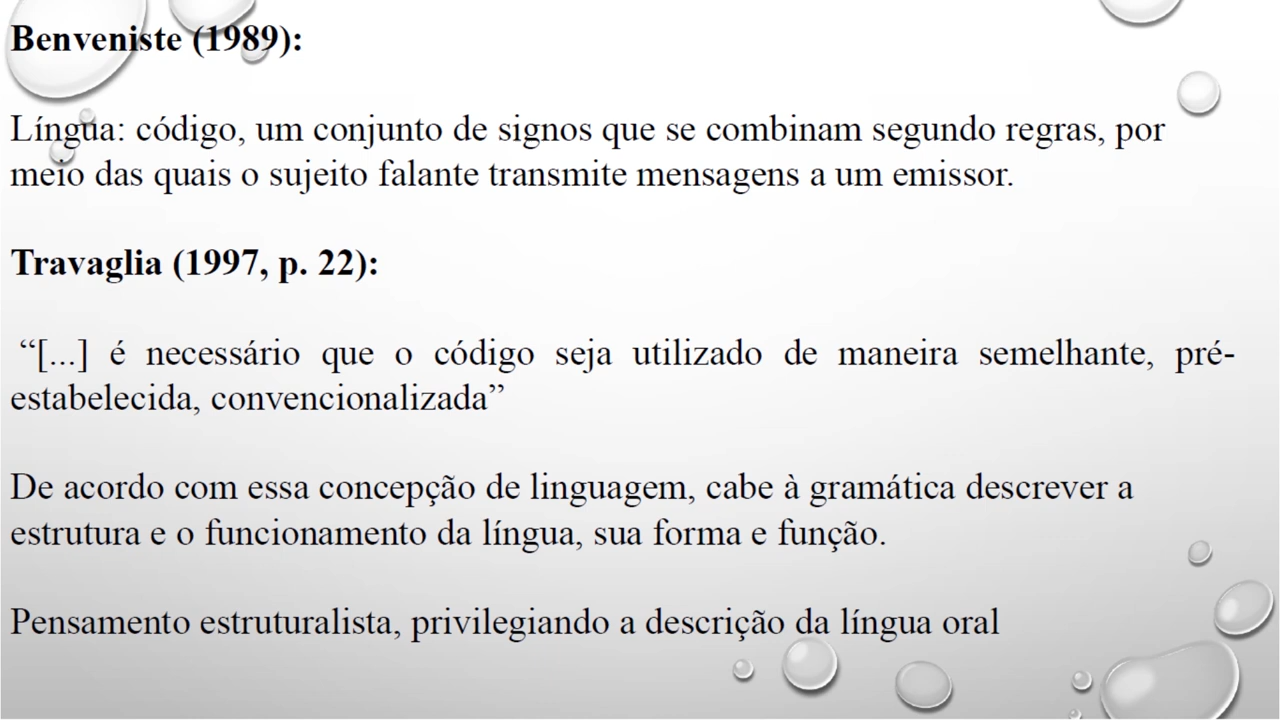 Benveniste (1989):
Língua: código, um conjunto de signos que se combinam segundo regras, por
meio das quais o sujeito falante transmite mensagens a um emissor.
Travaglia (1997, p. 22):
“[...] é necessário que o código seja utilizado de maneira semelhante, pré-
estabelecida, convencionalizada”
De acordo com essa concepção de linguagem, cabe à gramática descrever a
estrutura e o funcionamento da língua, sua forma e função.
Pensamento estruturalista, privilegiando a descrição da língua oral